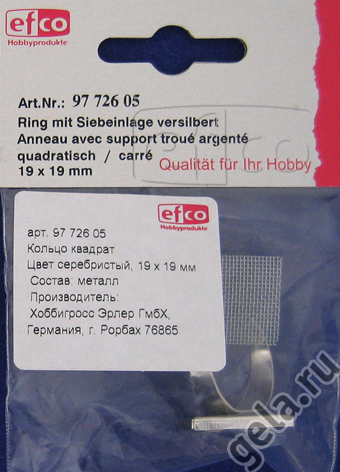 efco
Hobbyprodukte
Art.Nr.: 97 726 05
Ring mit Siebeinlage versilbert
Anneau avec support troué argenté
quadratisch / carré
19 x 19 mm
efco
Qualität für Ihr Hobby
efco
Hobbyprodukte
арт. 97 726 05
Кольцо квадрат
Цвет серебристый, 19 х 19 мм
Состав: металл
Производитель:
Хоббигросс Эрлер ГмбХ,
Германия, г. Рорбах 76865
gela.ru